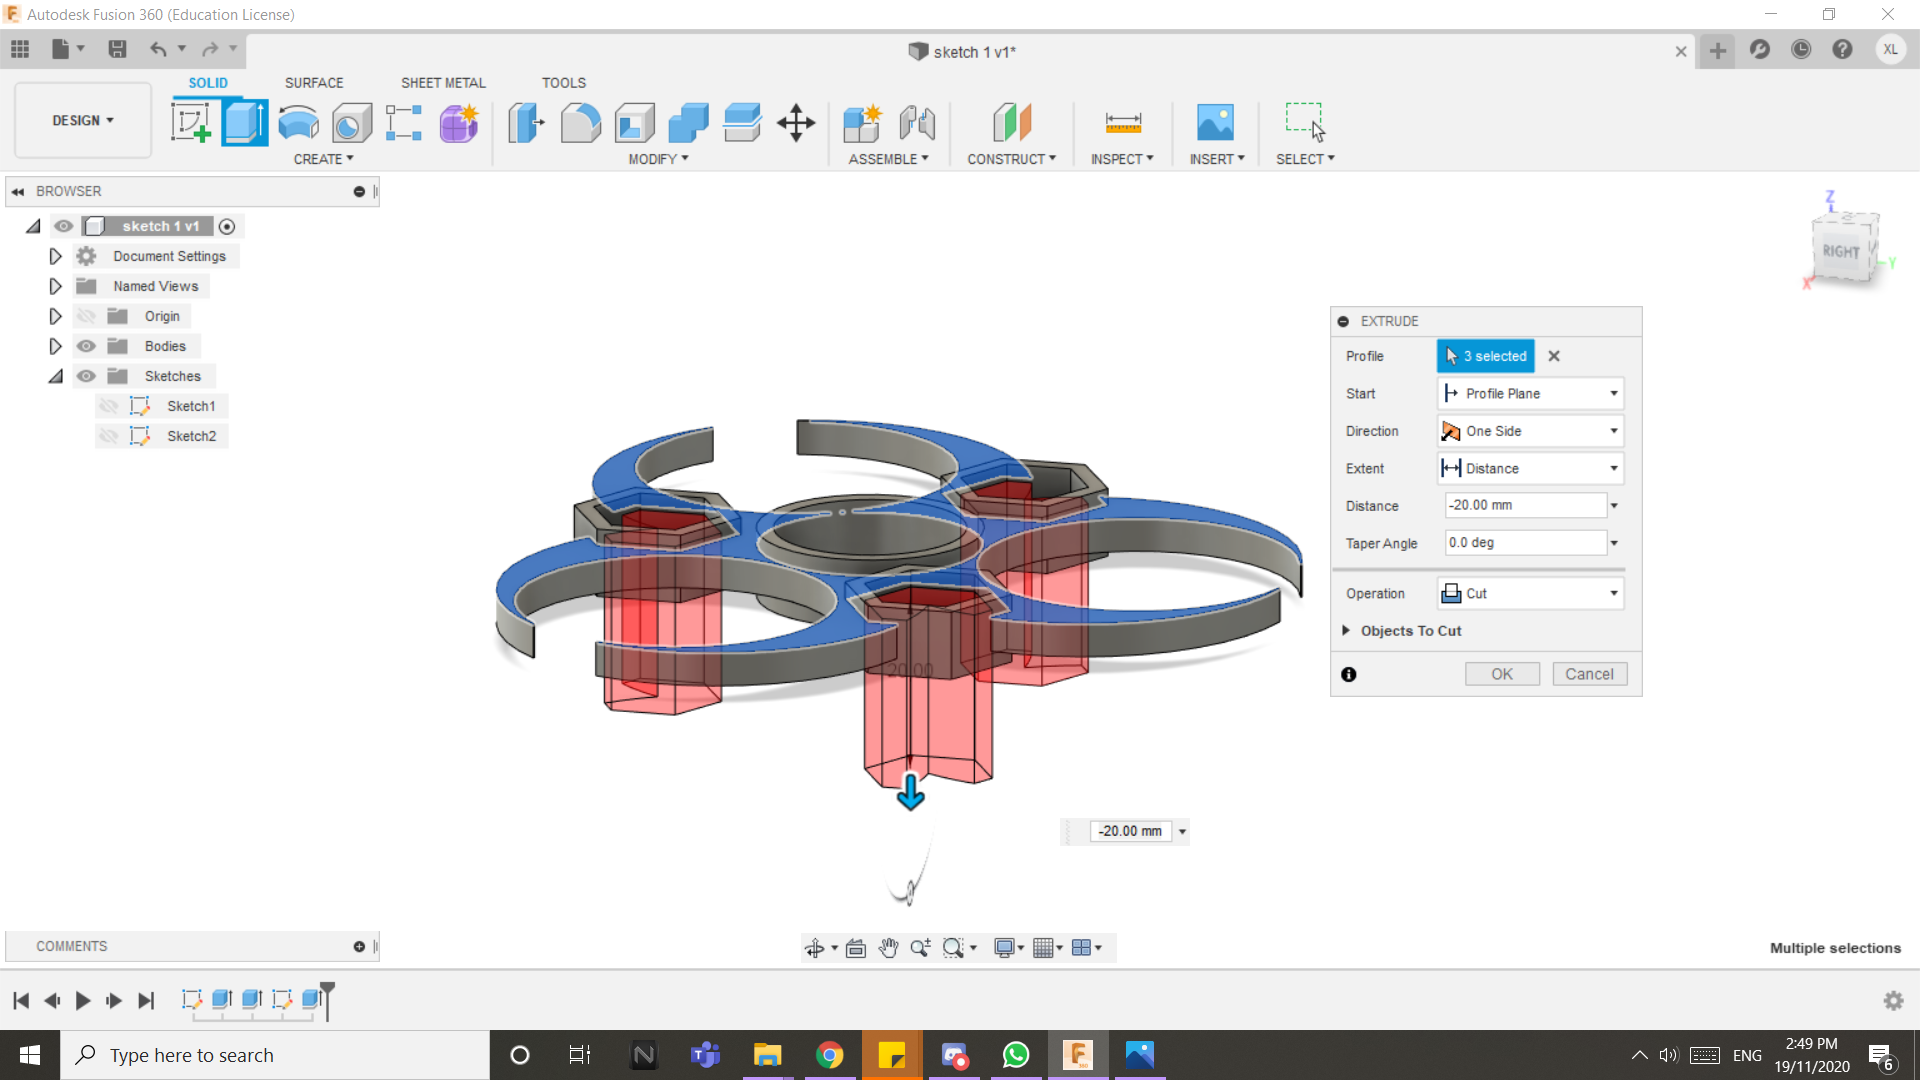 Autodesk Fusion 360 (Education License)
sketch 1 v1*
XL
SOLID SURFACE SHEET METAL TOOLS
DESIGN
CREATE MODIFY ASSEMBLE CONSTRUCT INSPECT INSERT SELECT
BROWSER
sketch 1 v1
Document Settings
Named Views
Origin
Bodies
Sketches
Sketch1
Sketch2
Z
RIGHT
Y
X
EXTRUDE
Profile 3 selected
Start Profile Plane
Direction One Side
Extent Distance
Distance -20.00 mm
Taper Angle 0.0 deg
Operation Cut
Objects To Cut
OK Cancel
20.00
-20.00 mm
COMMENTS
Multiple selections
Type here to search
ENG
2:49 PM
19/11/2020
6